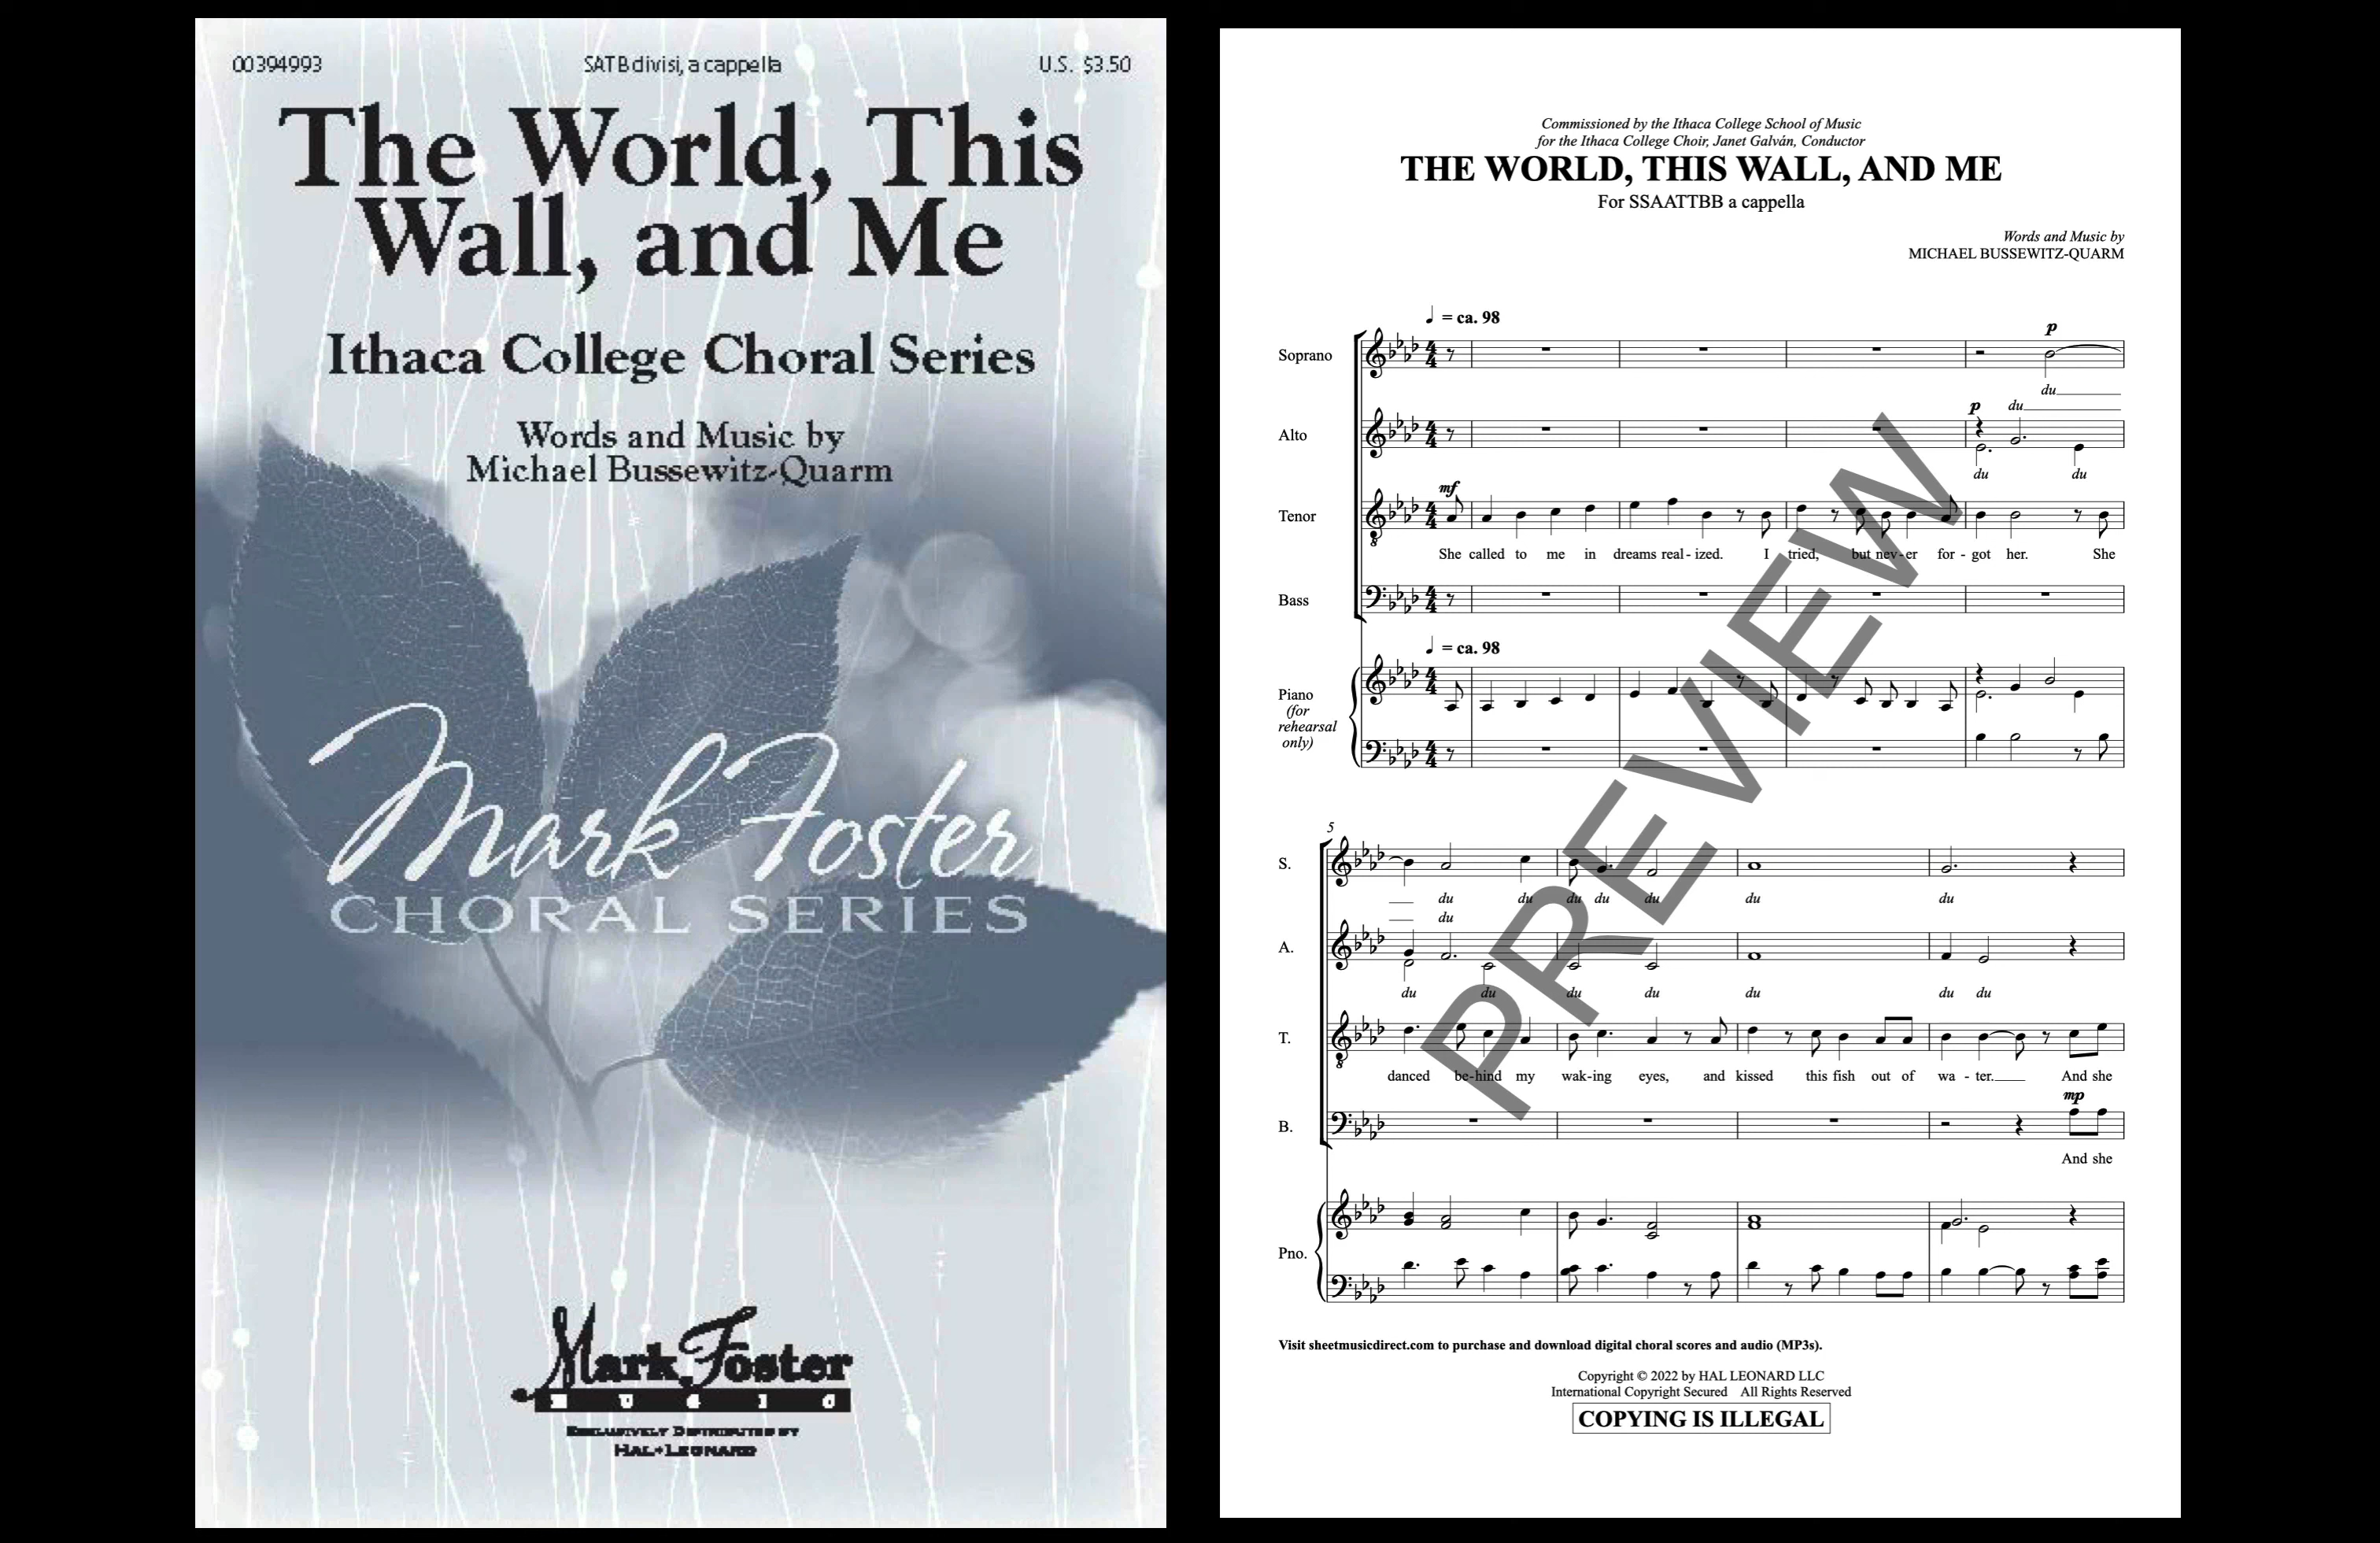 00394993 SATB divisi, a cappella U.S. $3.50
The World, This
Wall, and Me
Ithaca College Choral Series
Words and Music by
Michael Bussewitz-Quarm
Mark Foster
CHORAL SERIES
Mark Foster
MUSIC
EXCLUSIVELY DISTRIBUTED BY
HAL•LEONARD
Commissioned by the Ithaca College School of Music
for the Ithaca College Choir, Janet Galván, Conductor
THE WORLD, THIS WALL, AND ME
For SSAATTBB a cappella
Words and Music by
MICHAEL BUSSEWITZ-QUARM
= ca. 98
p
Soprano
du
p du
Alto
du du
mf
Tenor
She called to me in dreams real - ized. I tried, but nev - er for - got her. She
Bass
= ca. 98
Piano
(for
rehearsal
only)
PREVIEW
5
S.
du du du du du du du
du
A.
du du du du du du du
T.
danced be-hind my wak-ing eyes, and kissed this fish out of wa - ter. And she
mp
B.
And she
Pno.
Visit sheetmusicdirect.com to purchase and download digital choral scores and audio (MP3s).
Copyright © 2022 by HAL LEONARD LLC
International Copyright Secured All Rights Reserved
COPYING IS ILLEGAL